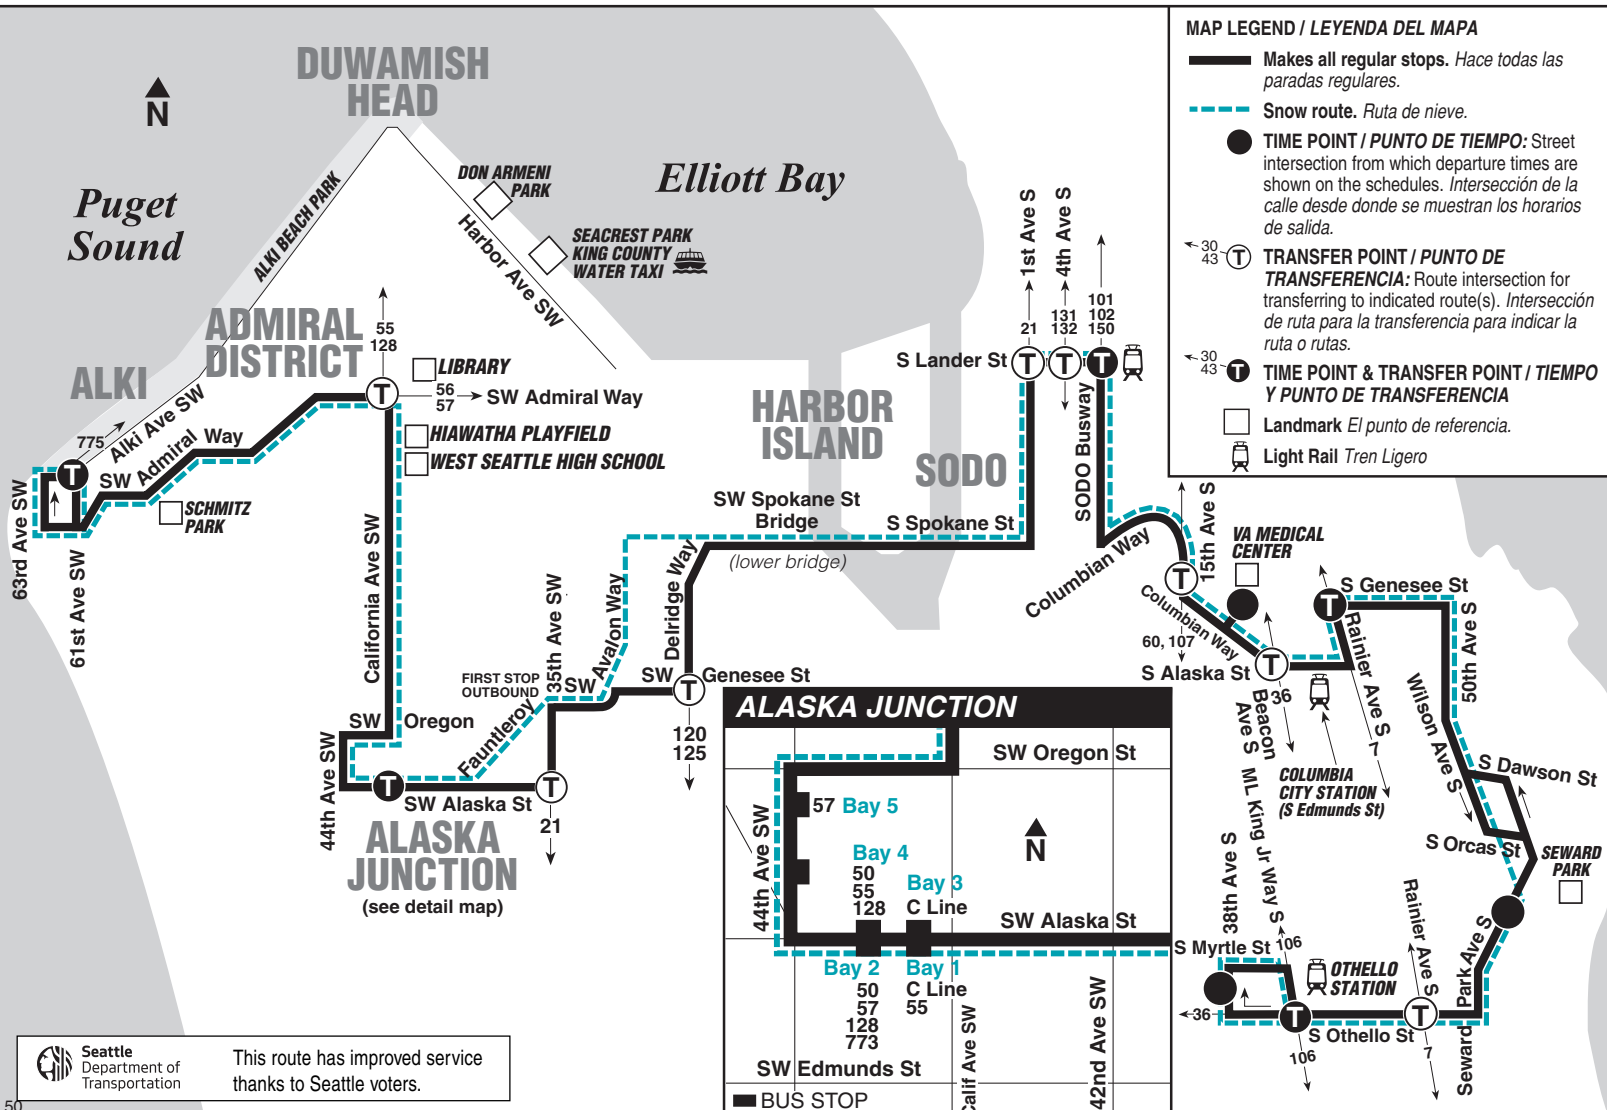 DUWAMISH
HEAD
N
Puget
Sound
Elliott Bay
ALKI BEACH PARK
DON ARMENI
PARK
Harbor Ave SW
SEACREST PARK
KING COUNTY
WATER TAXI
ADMIRAL
DISTRICT
55
128
LIBRARY
56
57
SW Admiral Way
ALKI
775
Alki Ave SW
SW Admiral Way
HIAWATHA PLAYFIELD
WEST SEATTLE HIGH SCHOOL
SCHMITZ
PARK
T
63rd Ave SW
61st Ave SW
California Ave SW
SW Oregon
44th Ave SW
T
SW Alaska St
ALASKA
JUNCTION
(see detail map)
Fauntleroy
FIRST STOP
OUTBOUND
35th Ave SW
SW
Avalon Way
T
21
SW Genesee St
T
120
125
Delridge Way
SW Spokane St
Bridge
(lower bridge)
S Spokane St
HARBOR
ISLAND
SODO
S Lander St
1st Ave S
21
T
4th Ave S
131
132
T
101
102
150
T
SODO Busway
Columbian Way
15th Ave S
T
60, 107
Columbian Way
VA MEDICAL
CENTER
S Alaska St
T
36
Beacon
Ave S
COLUMBIA
CITY STATION
(S Edmunds St)
T
S Genesee St
Rainier Ave S
7
50th Ave S
Wilson Ave S
S Dawson St
S Orcas St
SEWARD
PARK
Seward Park Ave S
ML King Jr Way S
38th Ave S
S Myrtle St
106
OTHELLO
STATION
36
T
106
S Othello St
Rainier Ave S
T
7
MAP LEGEND / LEYENDA DEL MAPA
Makes all regular stops. Hace todas las
paradas regulares.
Snow route. Ruta de nieve.
TIME POINT / PUNTO DE TIEMPO: Street
intersection from which departure times are
shown on the schedules. Intersección de la
calle desde donde se muestran los horarios
de salida.
30
43
T
TRANSFER POINT / PUNTO DE
TRANSFERENCIA: Route intersection for
transferring to indicated route(s). Intersección
de ruta para la transferencia para indicar la
ruta o rutas.
30
43
T
TIME POINT & TRANSFER POINT / TIEMPO
Y PUNTO DE TRANSFERENCIA
Landmark El punto de referencia.
Light Rail Tren Ligero
ALASKA JUNCTION
SW Oregon St
44th Ave SW
57 Bay 5
Bay 4
50
55
128
Bay 3
C Line
N
SW Alaska St
Bay 2
50
57
128
773
Bay 1
C Line
55
Calif Ave SW
42nd Ave SW
SW Edmunds St
BUS STOP
Seattle
Department of
Transportation
This route has improved service
thanks to Seattle voters.
50